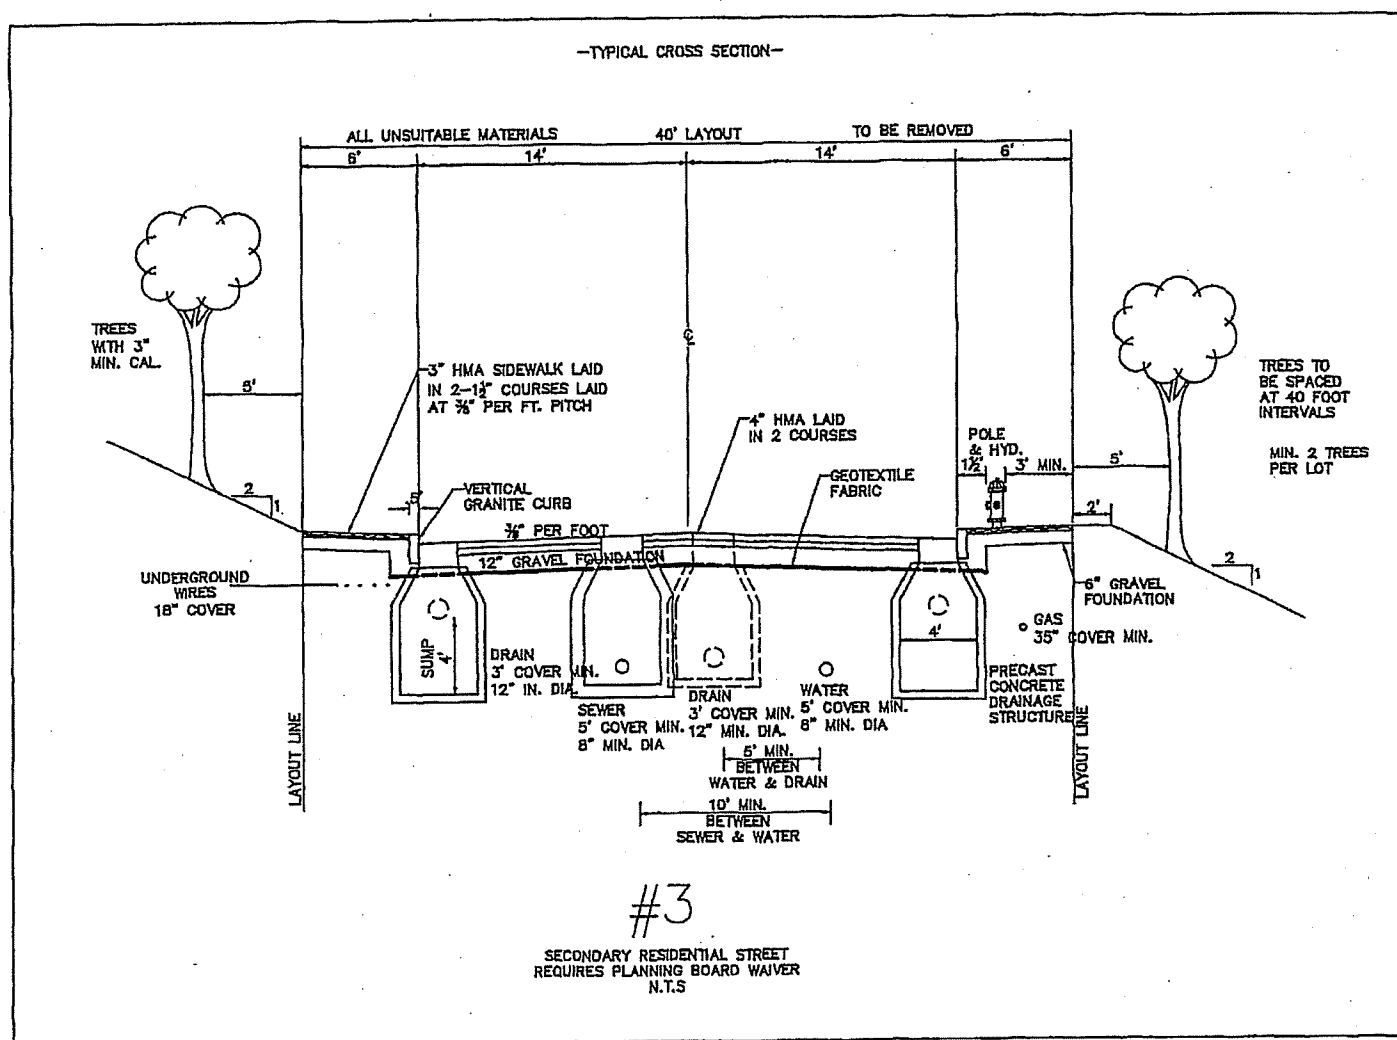 -TYPICAL CROSS SECTION-
ALL UNSUITABLE MATERIALS 40' LAYOUT TO BE REMOVED
6' 14' 14' 6'
TREES
WITH 3"
MIN. CAL.
5'
3" HMA SIDEWALK LAID
IN 2-1½" COURSES LAID
AT ⅜" PER FT. PITCH
℄
4" HMA LAID
IN 2 COURSES
POLE
& HYD.
1½' 3' MIN.
TREES TO
BE SPACED
AT 40 FOOT
INTERVALS
MIN. 2 TREES
PER LOT
5'
2'
2
1
.5'
VERTICAL
GRANITE CURB
GEOTEXTILE
FABRIC
⅜" PER FOOT
12" GRAVEL FOUNDATION
2
1
UNDERGROUND
WIRES
18" COVER
6" GRAVEL
FOUNDATION
GAS
35" COVER MIN.
SUMP
4'
4'
DRAIN
3' COVER MIN.
12" IN. DIA.
SEWER
5' COVER MIN.
8" MIN. DIA
DRAIN
3' COVER MIN.
12" MIN. DIA.
WATER
5' COVER MIN.
8" MIN. DIA
PRECAST
CONCRETE
DRAINAGE
STRUCTURE
LAYOUT LINE
LAYOUT LINE
5' MIN.
BETWEEN
WATER & DRAIN
10' MIN.
BETWEEN
SEWER & WATER
#3
SECONDARY RESIDENTIAL STREET
REQUIRES PLANNING BOARD WAIVER
N.T.S